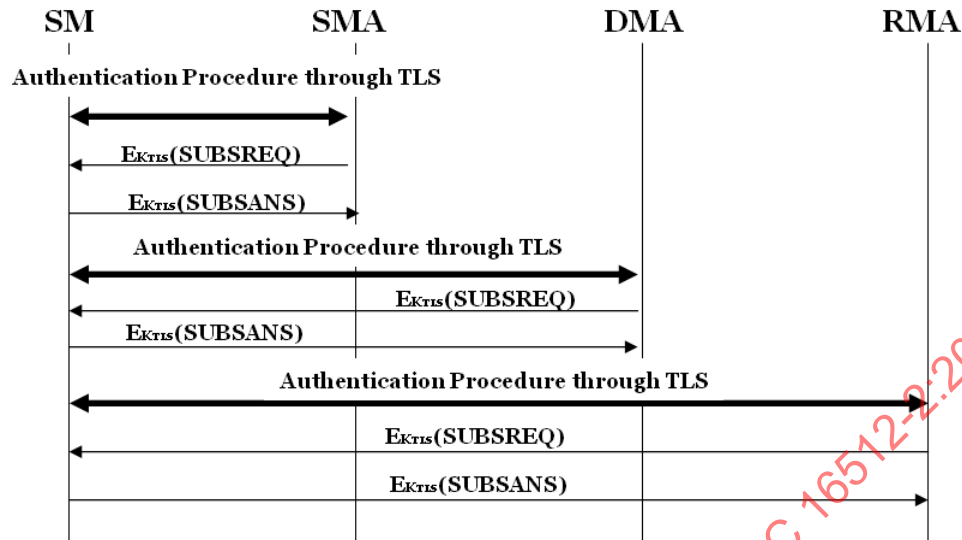 SM SMA DMA RMA
Authentication Procedure through TLS
EKTLS(SUBSREQ)
EKTLS(SUBSANS)
Authentication Procedure through TLS
EKTLS(SUBSREQ)
EKTLS(SUBSANS)
Authentication Procedure through TLS
EKTLS(SUBSREQ)
EKTLS(SUBSANS)
C 16512-2:20